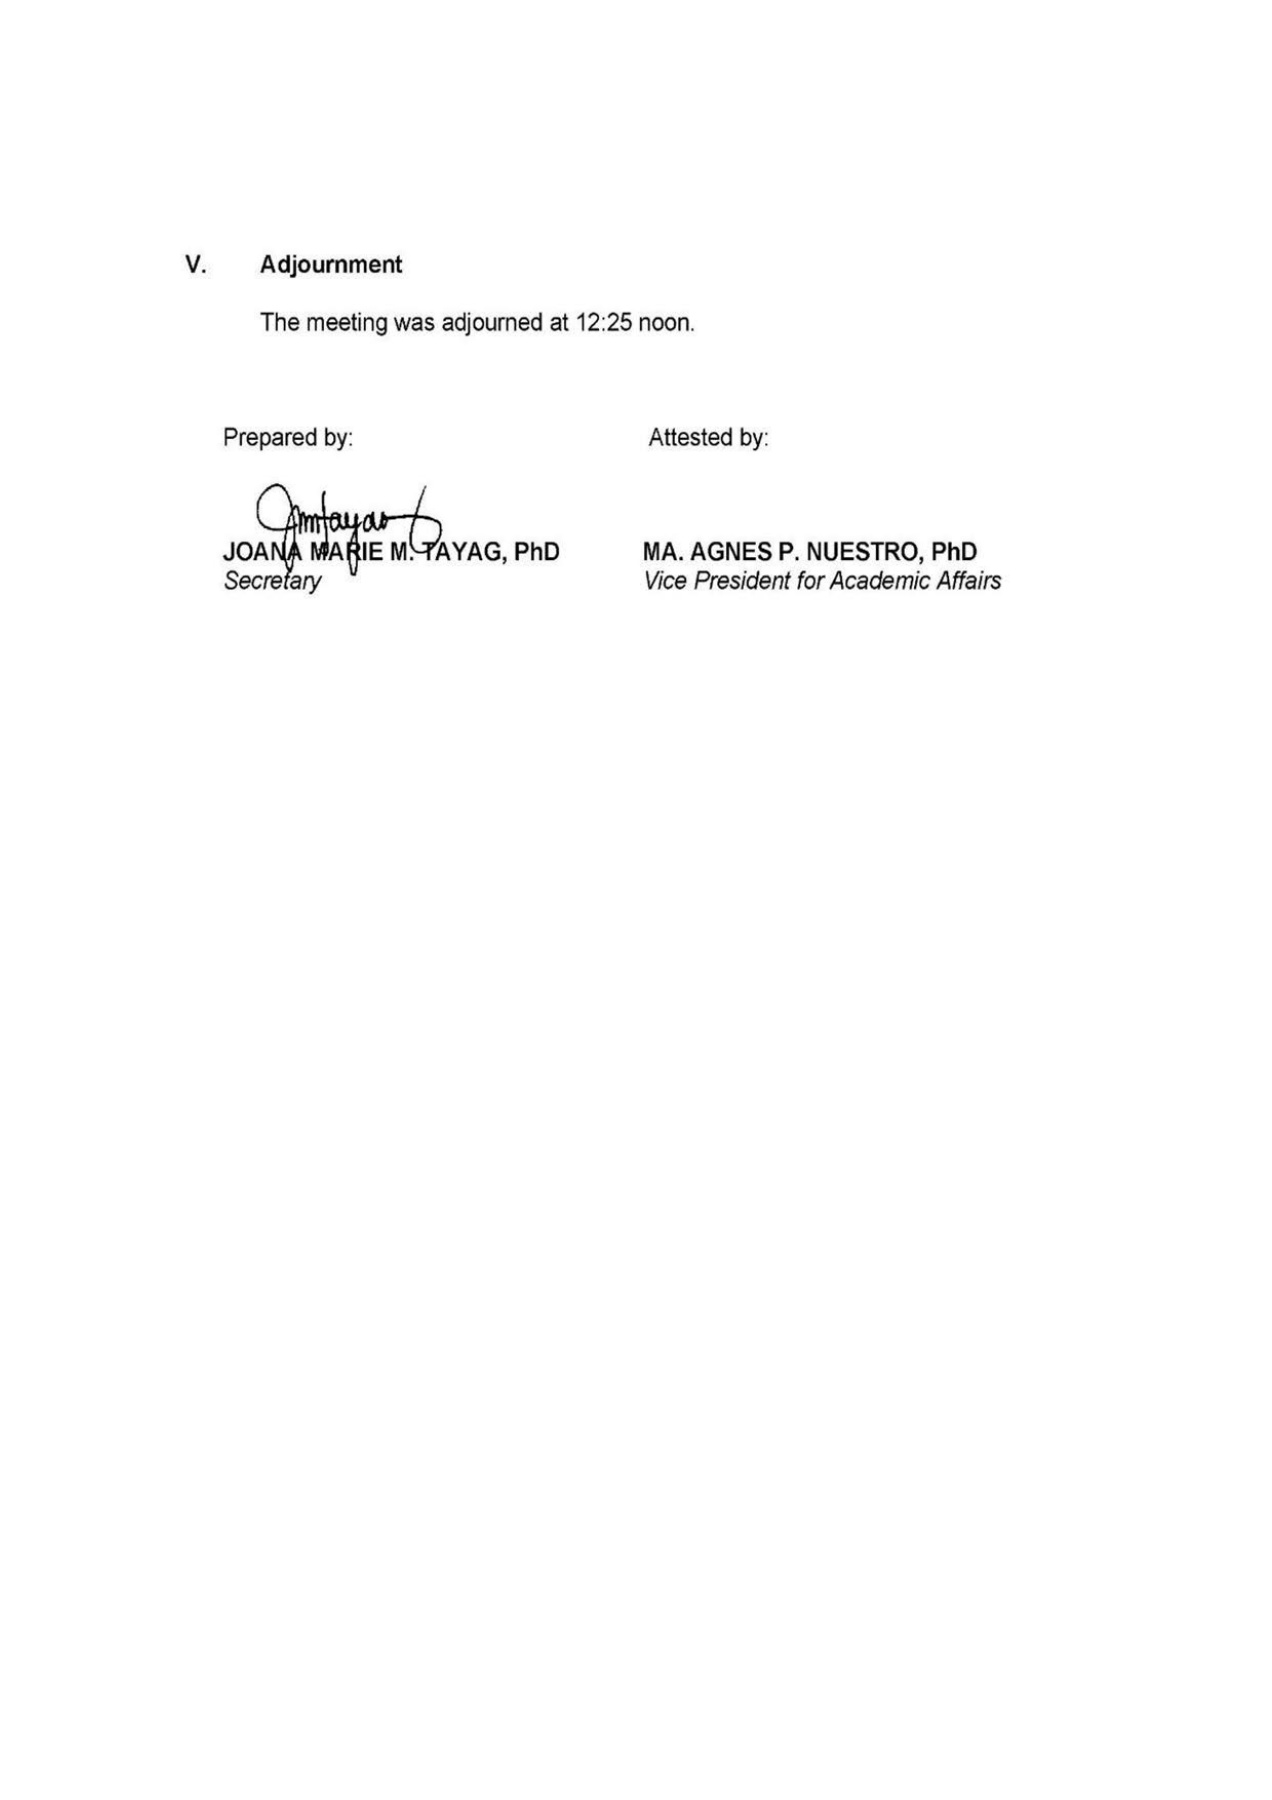 V. Adjournment
The meeting was adjourned at 12:25 noon.
Prepared by: Attested by:
JOANA MARIE M. TAYAG, PhD MA. AGNES P. NUESTRO, PhD
Secretary Vice President for Academic Affairs